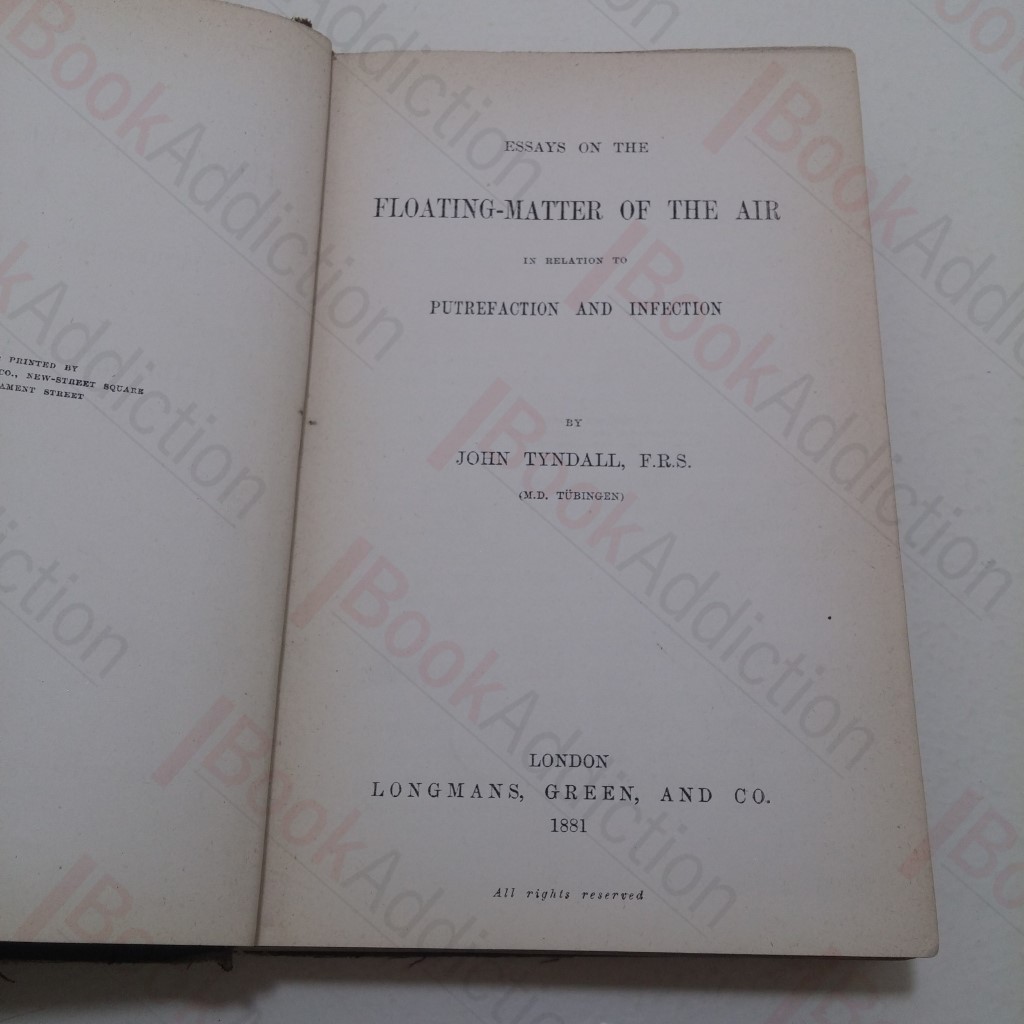 PRINTED BY
CO., NEW-STREET SQUARE
AMENT STREET
ESSAYS ON THE
FLOATING-MATTER OF THE AIR
IN RELATION TO
PUTREFACTION AND INFECTION
BY
JOHN TYNDALL, F.R.S.
(M.D. TÜBINGEN)
LONDON
LONGMANS, GREEN, AND CO.
1881
All rights reserved
BookAddiction